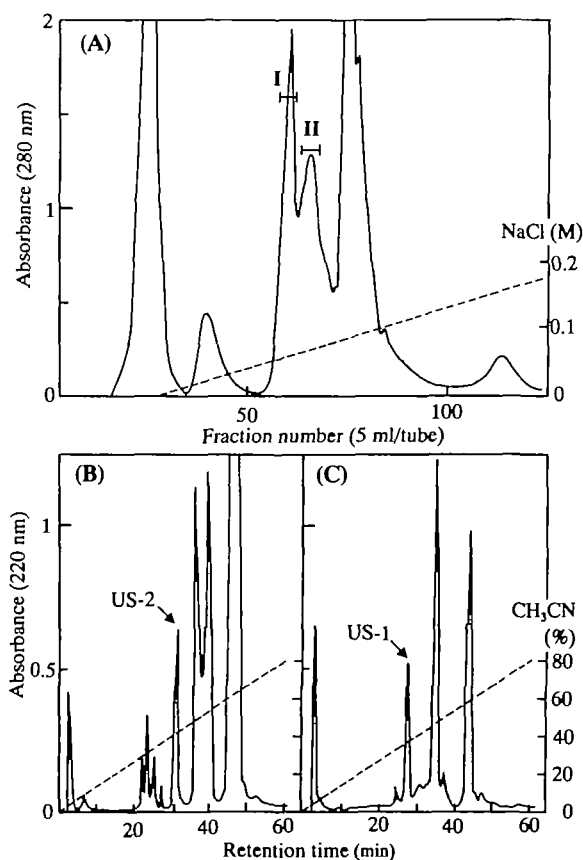 (A)
2
1
0
Absorbance (280 nm)
I
II
NaCl (M)
0.2
0.1
0
50
100
Fraction number (5 ml/tube)
(B)
(C)
1
0.5
0
Absorbance (220 nm)
US-2
US-1
CH₃CN
(%)
80
60
40
20
0
0
20
40
60
20
40
60
Retention time (min)